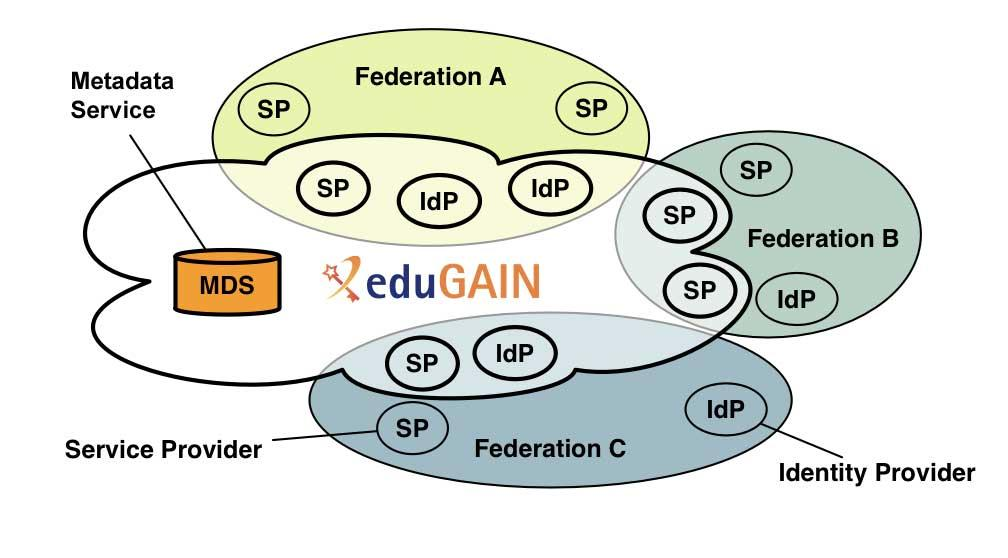 Metadata
Service
Federation A
SP
SP
SP
IdP
IdP
SP
SP
Federation B
SP
SP
IdP
MDS
eduGAIN
SP
IdP
SP
IdP
Federation C
Service Provider
Identity Provider